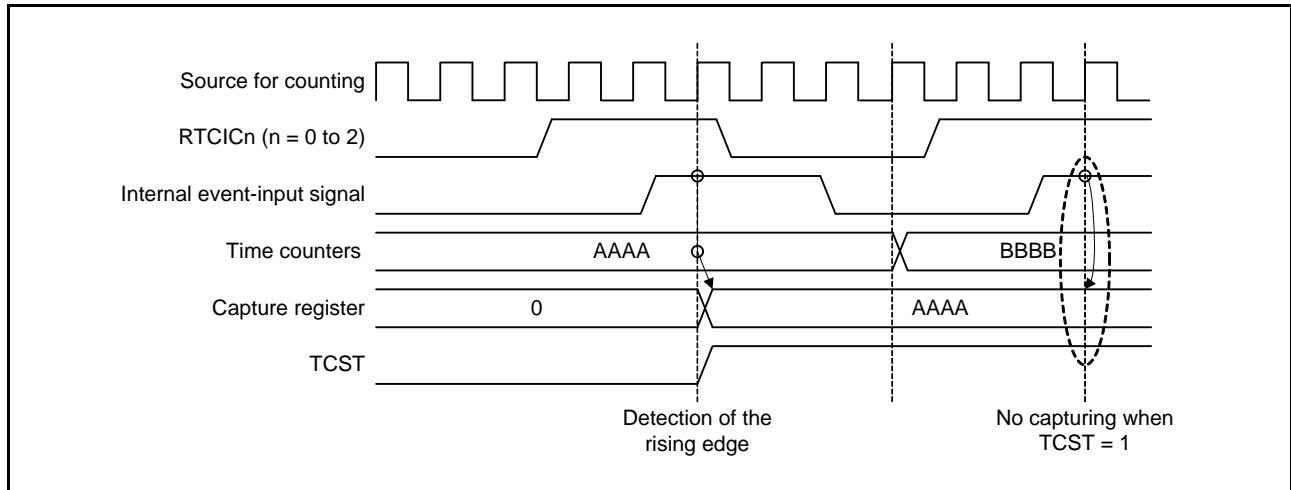 Source for counting
RTCICn (n = 0 to 2)
Internal event-input signal
Time counters
AAAA
BBBB
Capture register
0
AAAA
TCST
Detection of the
rising edge
No capturing when
TCST = 1